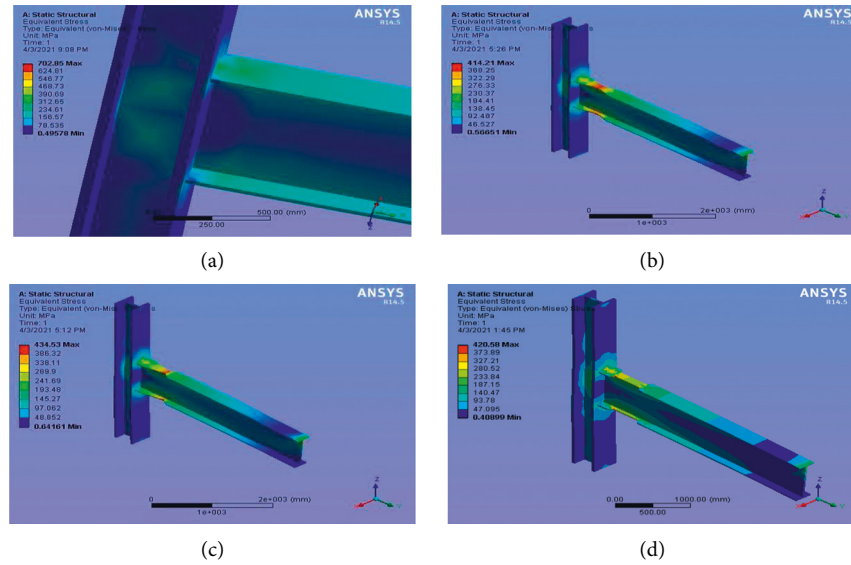 A: Static Structural
Equivalent Stress
Type: Equivalent (von-Mises)
Unit: MPa
Time: 1
4/3/2021 9:08 PM
702.85 Max
624.81
546.77
468.73
390.69
312.65
234.61
156.57
78.535
0.49578 Min
ANSYS
R14.5
500.00 (mm)
250.00
(a)
A: Static Structural
Equivalent Stress
Type: Equivalent (von-Mises)
Unit: MPa
Time: 1
4/3/2021 5:26 PM
414.21 Max
368.25
322.29
276.33
230.37
184.41
138.45
92.487
46.527
0.56651 Min
ANSYS
R14.5
0
2e+003 (mm)
1e+003
Z
X
Y
(b)
A: Static Structural
Equivalent Stress
Type: Equivalent (von-Mises)
Unit: MPa
Time: 1
4/3/2021 5:12 PM
434.53 Max
386.32
338.11
289.9
241.69
193.48
145.27
97.062
48.852
0.64161 Min
ANSYS
R14.5
0
2e+003 (mm)
1e+003
Z
X
Y
(c)
A: Static Structural
Equivalent Stress
Type: Equivalent (von-Mises)
Unit: MPa
Time: 1
4/3/2021 1:45 PM
420.58 Max
373.89
327.21
280.52
233.84
187.15
140.47
93.78
47.095
0.40899 Min
ANSYS
R14.5
0.00
1000.00 (mm)
500.00
Z
X
Y
(d)